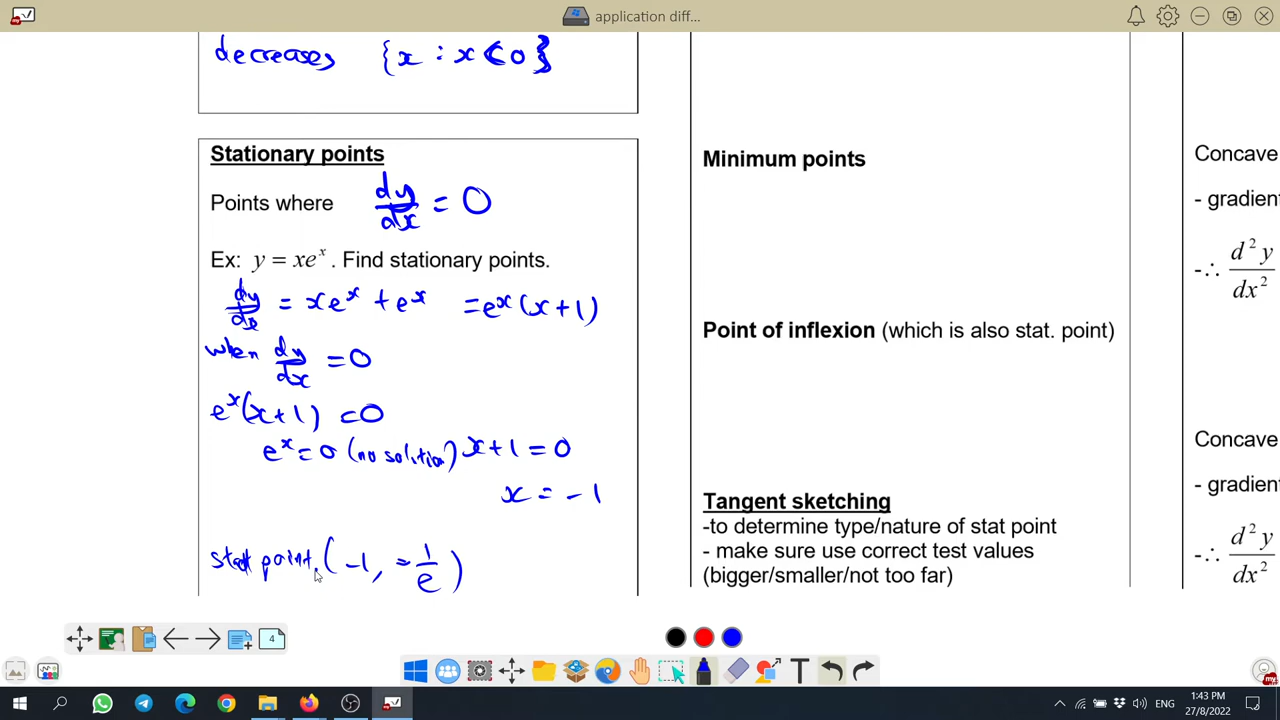 application diff...
decreases {x : x < 0}
Stationary points
Points where dy/dx = 0
Ex: y = xe^x. Find stationary points.
dy/dx = xe^x + e^x = e^x(x+1)
when dy/dx = 0
e^x(x+1) = 0
e^x = 0 (no solution) x+1 = 0
x = -1
stat point. (-1, -1/e)
Minimum points
Point of inflexion (which is also stat. point)
Tangent sketching
-to determine type/nature of stat point
- make sure use correct test values
(bigger/smaller/not too far)
Concave
- gradient
-∴ d²y/dx²
Concave
- gradient
-∴ d²y/dx²
4
ENG
1:43 PM
27/8/2022